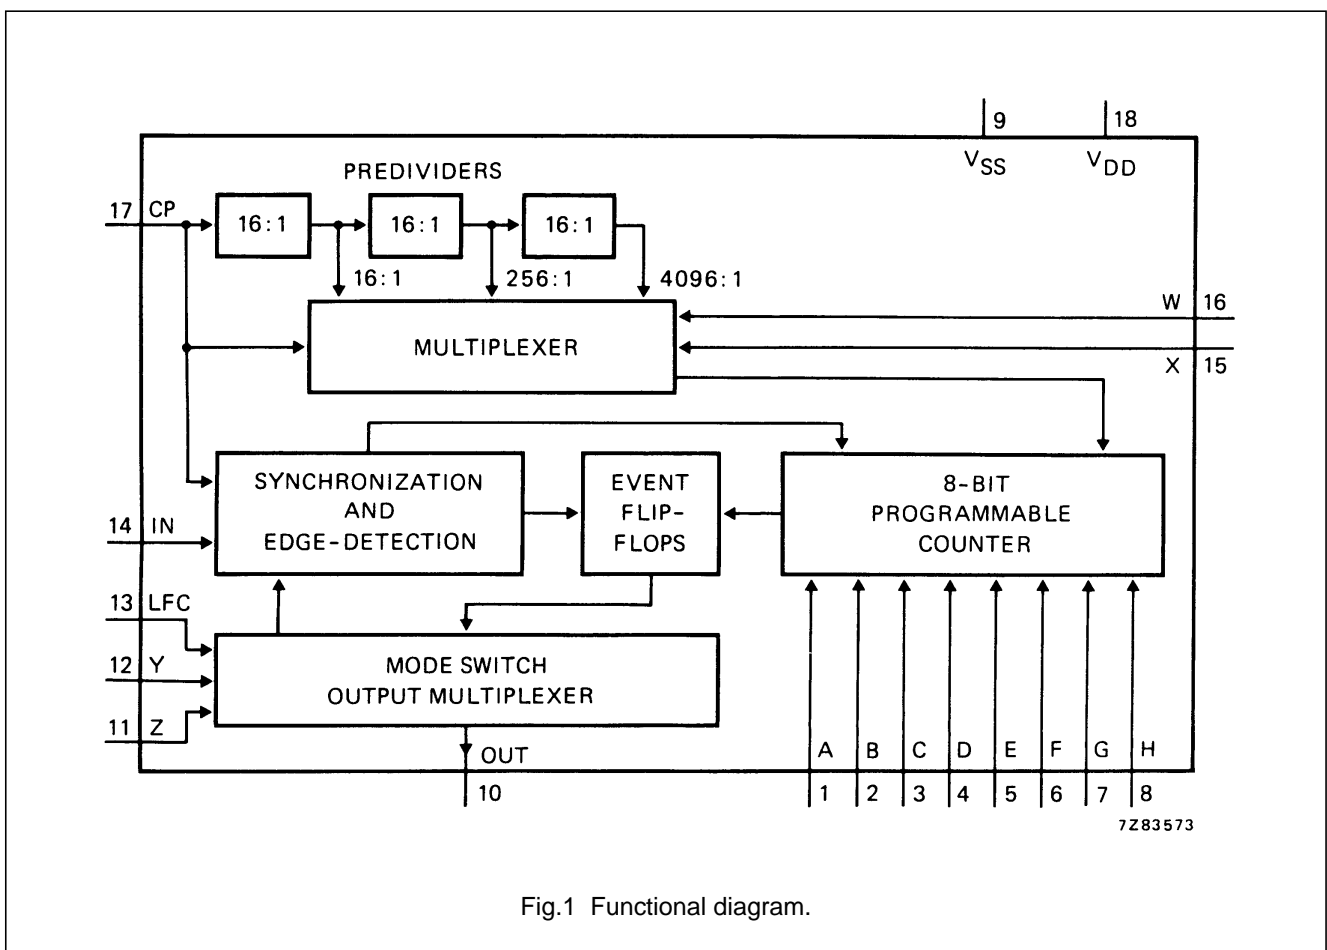 9 18
VSS VDD
PREDIVIDERS
17 CP 16:1 16:1 16:1
16:1 256:1 4096:1
W 16
MULTIPLEXER
X 15
SYNCHRONIZATION
AND
EDGE-DETECTION
EVENT
FLIP-
FLOPS
8-BIT
PROGRAMMABLE
COUNTER
14 IN
13 LFC
12 Y
11 Z
MODE SWITCH
OUTPUT MULTIPLEXER
OUT
10
A B C D E F G H
1 2 3 4 5 6 7 8
7Z83573
Fig.1 Functional diagram.